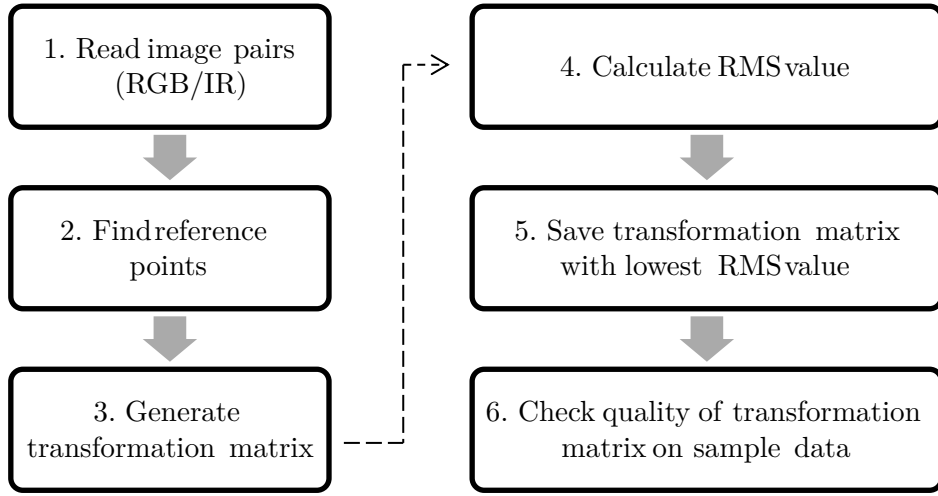 1. Read image pairs
(RGB/IR)
2. Find reference
points
3. Generate
transformation matrix
4. Calculate RMS value
5. Save transformation matrix
with lowest RMS value
6. Check quality of transformation
matrix on sample data